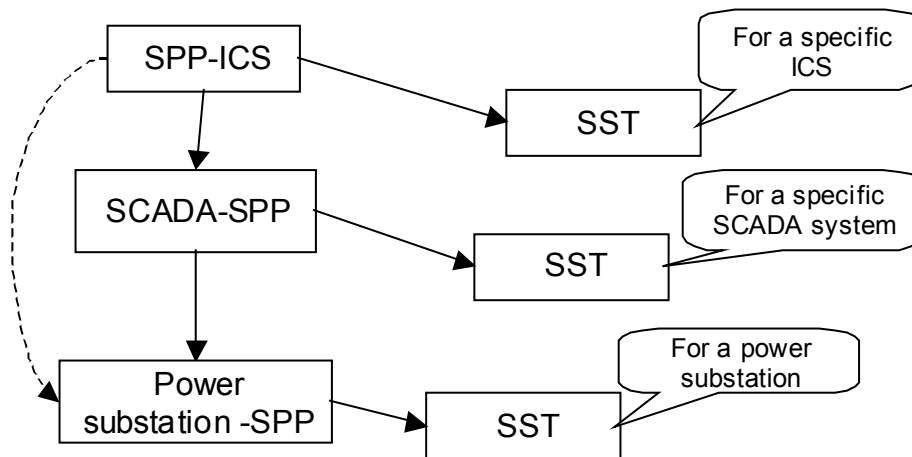 SPP-ICS
For a specific
ICS
SST
SCADA-SPP
For a specific
SCADA system
SST
Power
substation -SPP
For a power
substation
SST